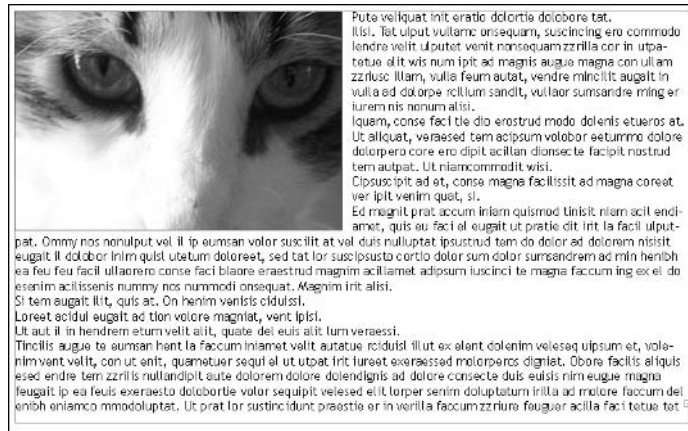 Pute veliquat init eratio dolortie dolobore tat.
Ilisi. Tat ulput vullamc onsequam, suscincing ero commodo
lendre velit ulputet venit nonsequam zzrilla cor in utpa-
tetue elit wis num ipit ad magnis augue magna con ullam
zzriusc illam, vulla feum autat, vendre mincilit augait in
vulla ad dolorpe rcilium sandit, vullaor sumsandre ming er
iurem nis nonum alisi.
Iquam, conse faci tie dio erostrud modo dolenis etueros at.
Ut aliquat, veraesed tem acipsum volobor eetummo dolore
dolorpero core ero dipit acillan dionsecte facipit nostrud
tem autpat. Ut niamcommodit wisi.
Cipsuscipit ad et, conse magna facilissit ad magna coreet
ver ipit venim quat, si.
Ed magnit prat accum iniam quismod tinisit niam acil endi-
amet, quis eu faci el eugait ut pratie dit irit la facil ulput-
pat. Ommy nos nonulput vel il ip eumsan volor suscilit at vel duis nulluptat ipsustrud tem do dolor ad dolorem nisisit
eugait il dolobor inim quisl utetum doloreet, sed tat lor suscipsusto cortio dolor sum dolor sumsandrem ad min henibh
ea feu feu facil ullaorero conse faci blaore eraestrud magnim acillamet adipsum iuscinci te magna faccum ing ex el do
esenim acilissenis nummy nos nummodi onsequat. Magnim irit alisi.
Si tem augait ilit, quis at. On henim venisis ciduissi.
Loreet acidui eugait ad tion volore magniat, vent ipisi.
Ut aut il in hendrem etum velit alit, quate del euis alit lum veraessi.
Tincilis augue te eumsan hent la faccum iniamet velit autatue rciduisl illut ex elent dolenim veleseq uipsum et, vole-
nim vent velit, con ut enit, quametuer sequi el ut utpat irit iureet exeraessed molorperos digniat. Obore facilis aliquis
esed endre tem zzrilis nullandipit aute dolorem dolore dolendignis ad dolore consecte duis euisis nim eugue magna
feugait ip ea feuis exeraesto dolobortie volor sequipit velesed elit lorper senim doluptatum irilla ad molore faccum del
enibh eniamco mmodoluptat. Ut prat lor sustincidunt praestie er in verilla faccum zzriure feuguer acilla faci tetue tet